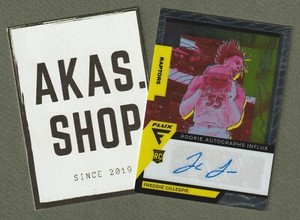 AKAS.
SHOP
SINCE 2019
RAPTORS
FLUX
ROOKIE AUTOGRAPHS INFLUX
RC
FREDDIE GILLESPIE